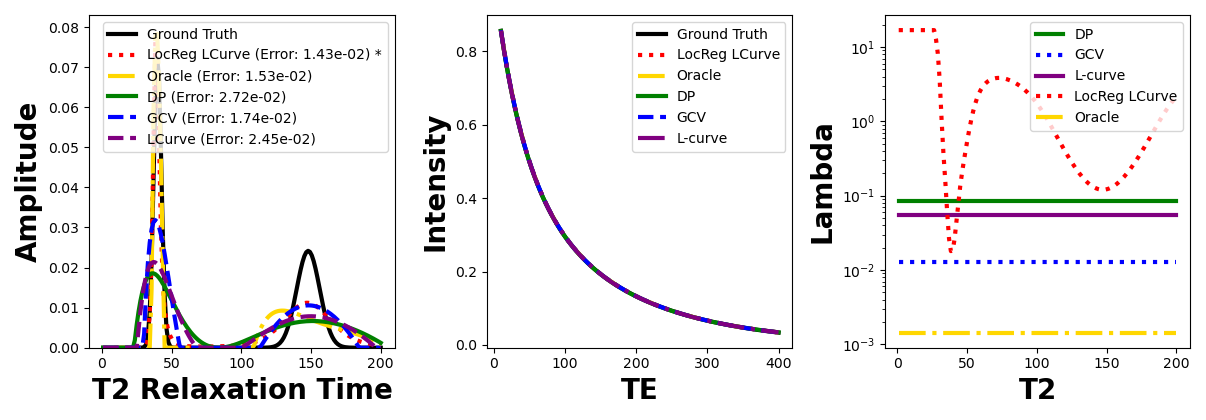 Amplitude
0.08
0.07
0.06
0.05
0.04
0.03
0.02
0.01
0.00
Ground Truth
LocReg LCurve (Error: 1.43e-02) *
Oracle (Error: 1.53e-02)
DP (Error: 2.72e-02)
GCV (Error: 1.74e-02)
LCurve (Error: 2.45e-02)
0 50 100 150 200
T2 Relaxation Time
Intensity
0.8
0.6
0.4
0.2
0.0
Ground Truth
LocReg LCurve
Oracle
DP
GCV
L-curve
0 100 200 300 400
TE
Lambda
10¹
10⁰
10⁻¹
10⁻²
10⁻³
DP
GCV
L-curve
LocReg LCurve
Oracle
0 50 100 150 200
T2